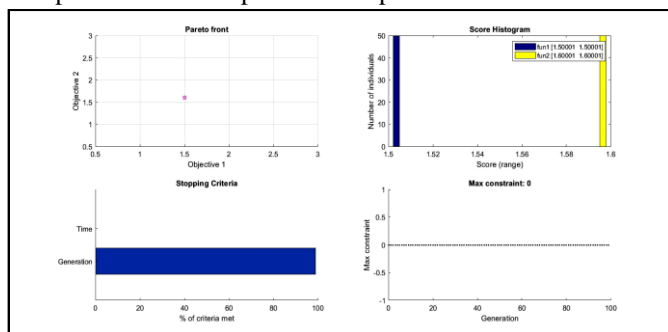 Pareto front
Objective 2
3
2.5
2
1.5
1
0.5
0.5 1 1.5 2 2.5 3
Objective 1
Score Histogram
Number of individuals
50
40
30
20
10
0
fun1 [1.50001 1.50001]
fun2 [1.60001 1.60001]
1.5 1.52 1.54 1.56 1.58 1.6
Score (range)
Stopping Criteria
Time
Generation
0 20 40 60 80 100
% of criteria met
Max constraint: 0
Max constraint
1
0.5
0
-0.5
-1
0 20 40 60 80 100
Generation